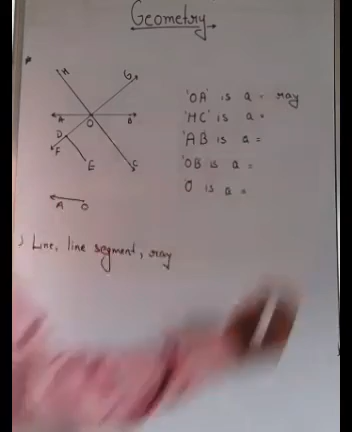 Geometry
H
G
'OA' is a = ray
'HC' is a =
A
O
B
'AB is a =
D
F
'OB is a =
E
C
O is a =
A O
) Line, line segment, ray